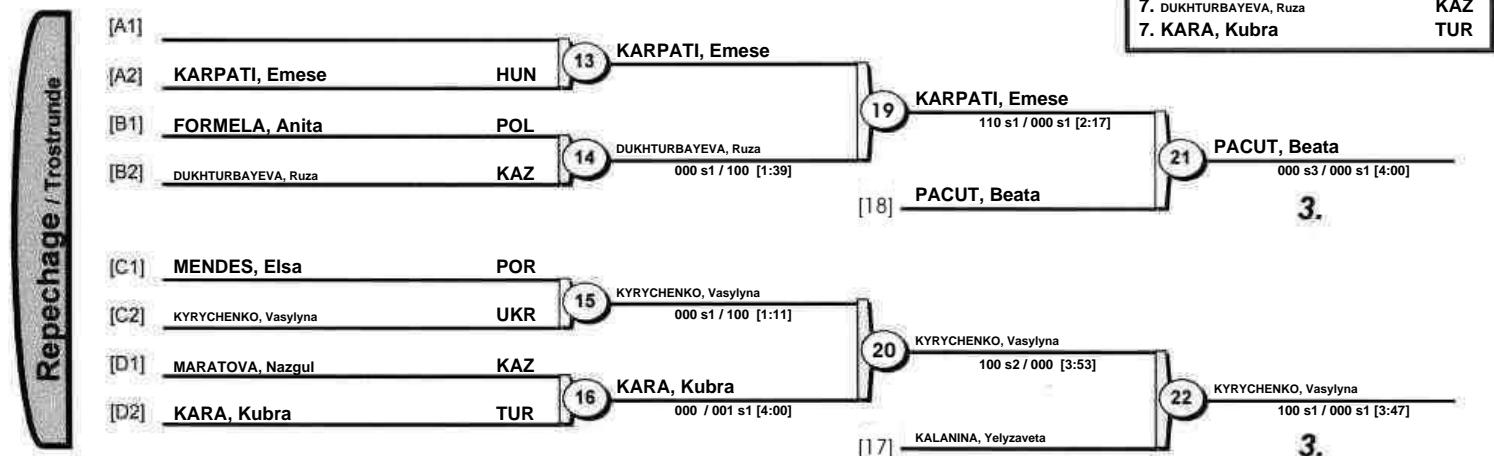 7. DUKHTURBAYEVA, Ruza KAZ
7. KARA, Kubra TUR
Repechage / Trostrunde
[A1]
[A2] KARPATI, Emese HUN
13 KARPATI, Emese
[B1] FORMELA, Anita POL
[B2] DUKHTURBAYEVA, Ruza KAZ
14 DUKHTURBAYEVA, Ruza
000 s1 / 100 [1:39]
19 KARPATI, Emese
110 s1 / 000 s1 [2:17]
[18] PACUT, Beata
21 PACUT, Beata
000 s3 / 000 s1 [4:00]
3.
[C1] MENDES, Elsa POR
[C2] KYRYCHENKO, Vasylyna UKR
15 KYRYCHENKO, Vasylyna
000 s1 / 100 [1:11]
[D1] MARATOVA, Nazgul KAZ
[D2] KARA, Kubra TUR
16 KARA, Kubra
000 / 001 s1 [4:00]
20 KYRYCHENKO, Vasylyna
100 s2 / 000 [3:53]
[17] KALANINA, Yelyzaveta
22 KYRYCHENKO, Vasylyna
100 s1 / 000 s1 [3:47]
3.